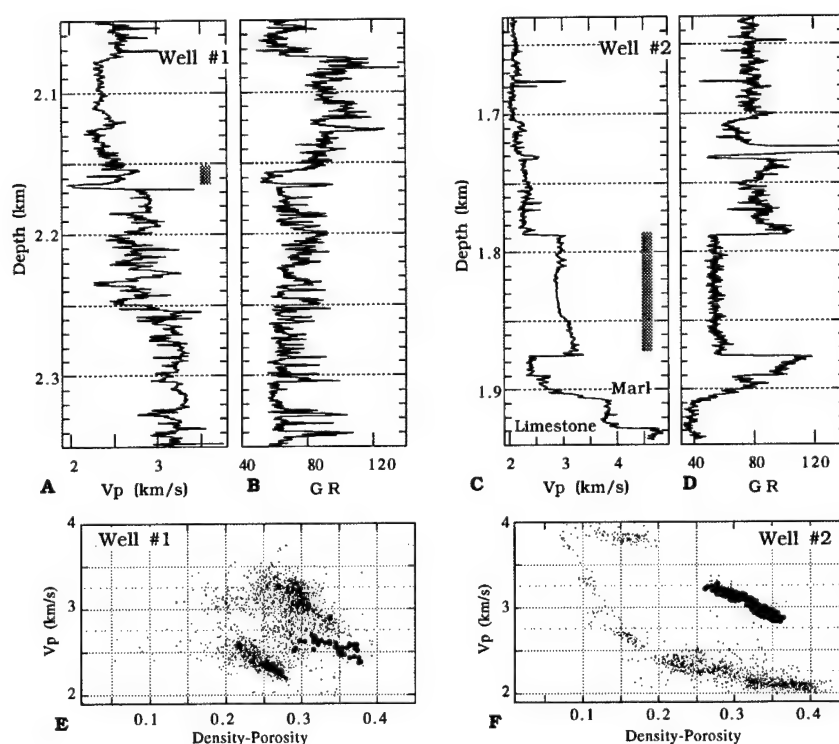 Well #1
Well #2
Depth (km)
2.1
2.2
2.3
2 3
40 80 120
A Vp (km/s) B GR
Depth (km)
1.7
1.8
1.9
Marl
Limestone
2 3 4
40 80 120
C Vp (km/s) D GR
Well #1
Vp (km/s)
4
3
2
0.1 0.2 0.3 0.4
E Density-Porosity
Well #2
Vp (km/s)
4
3
2
0.1 0.2 0.3 0.4
F Density-Porosity